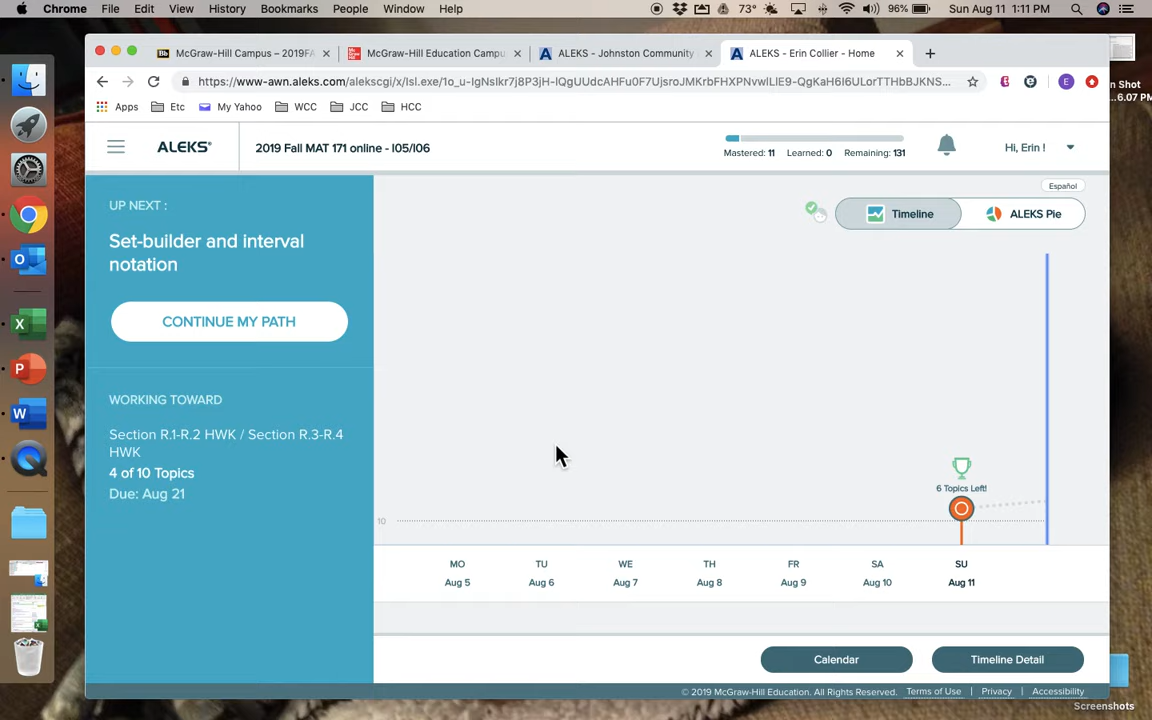 Chrome File Edit View History Bookmarks People Window Help 73° 96% Sun Aug 11 1:11 PM
McGraw-Hill Campus – 2019FA McGraw-Hill Education Campu ALEKS - Johnston Community ALEKS - Erin Collier - Home
n Shot
...6.07 PM
Apps Etc My Yahoo WCC JCC HCC
ALEKS® 2019 Fall MAT 171 online - I05/I06 Hi, Erin !
Mastered: 11 Learned: 0 Remaining: 131
Español
UP NEXT :
Timeline ALEKS Pie
Set-builder and interval
notation
CONTINUE MY PATH
WORKING TOWARD
Section R.1-R.2 HWK / Section R.3-R.4
HWK
4 of 10 Topics
Due: Aug 21
6 Topics Left!
10
MO TU WE TH FR SA SU
Aug 5 Aug 6 Aug 7 Aug 8 Aug 9 Aug 10 Aug 11
Calendar Timeline Detail
© 2019 McGraw-Hill Education. All Rights Reserved. Terms of Use | Privacy | Accessibility
Screenshots